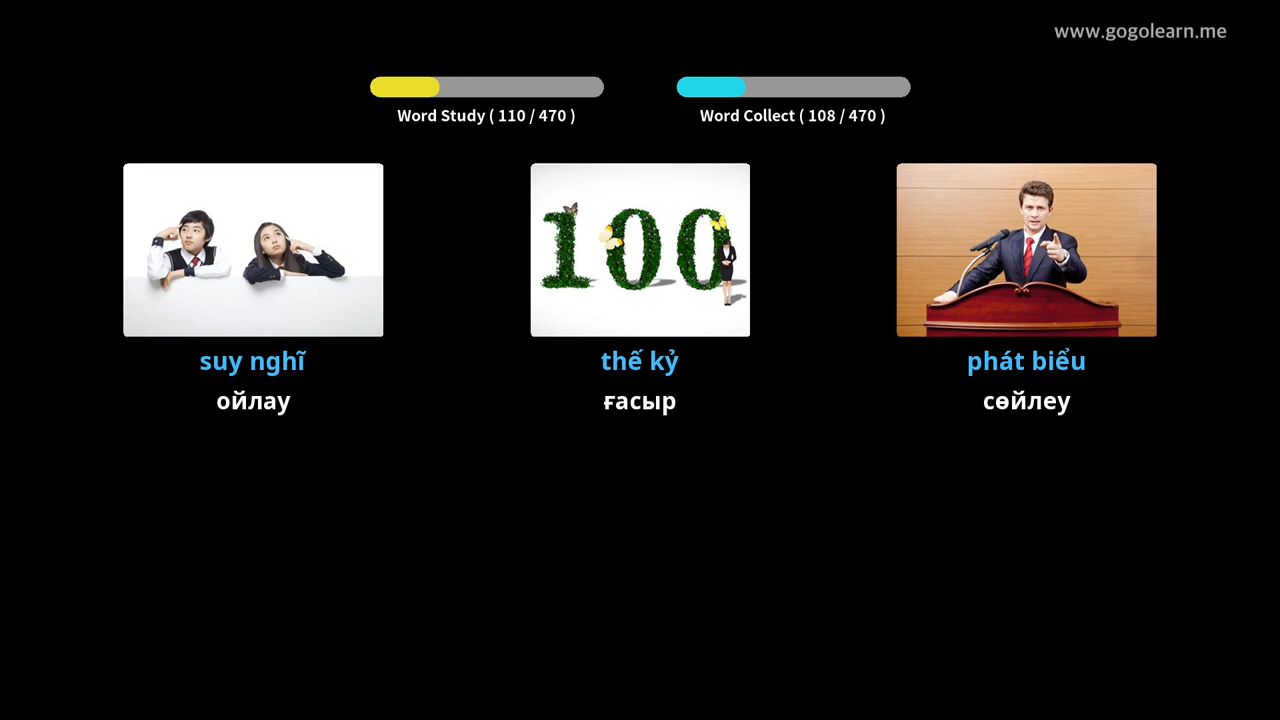 www.gogolearn.me
Word Study ( 110 / 470 )
Word Collect ( 108 / 470 )
100
suy nghĩ
thế kỷ
phát biểu
ойлау
ғасыр
сөйлеу